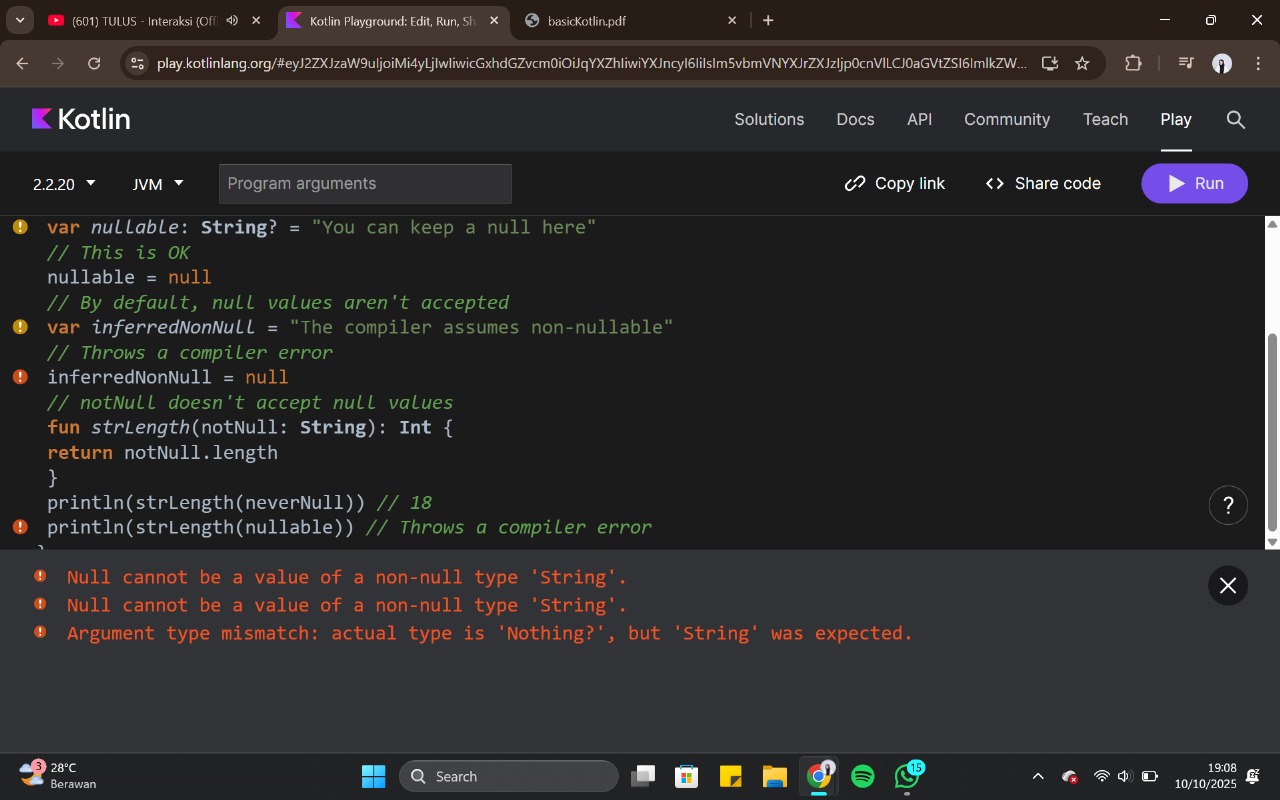 (601) TULUS - Interaksi (Offi
Kotlin Playground: Edit, Run, Sh
basicKotlin.pdf
play.kotlinlang.org/#eyJ2ZXJzaW9uIjoiMi4yLjIwIiwicGxhdGZvcm0iOiJqYXZhIiwiYXJncyI6IiIsIm5vbmVNYXJrZXJzIjp0cnVlLCJ0aGVtZSI6ImlkZW...
Kotlin
Solutions
Docs
API
Community
Teach
Play
2.2.20
JVM
Program arguments
Copy link
Share code
Run
var nullable: String? = "You can keep a null here"
// This is OK
nullable = null
// By default, null values aren't accepted
var inferredNonNull = "The compiler assumes non-nullable"
// Throws a compiler error
inferredNonNull = null
// notNull doesn't accept null values
fun strLength(notNull: String): Int {
return notNull.length
}
println(strLength(neverNull)) // 18
println(strLength(nullable)) // Throws a compiler error
}
?
Null cannot be a value of a non-null type 'String'.
Null cannot be a value of a non-null type 'String'.
Argument type mismatch: actual type is 'Nothing?', but 'String' was expected.
3
28°C
Berawan
Search
15
19:08
10/10/2025